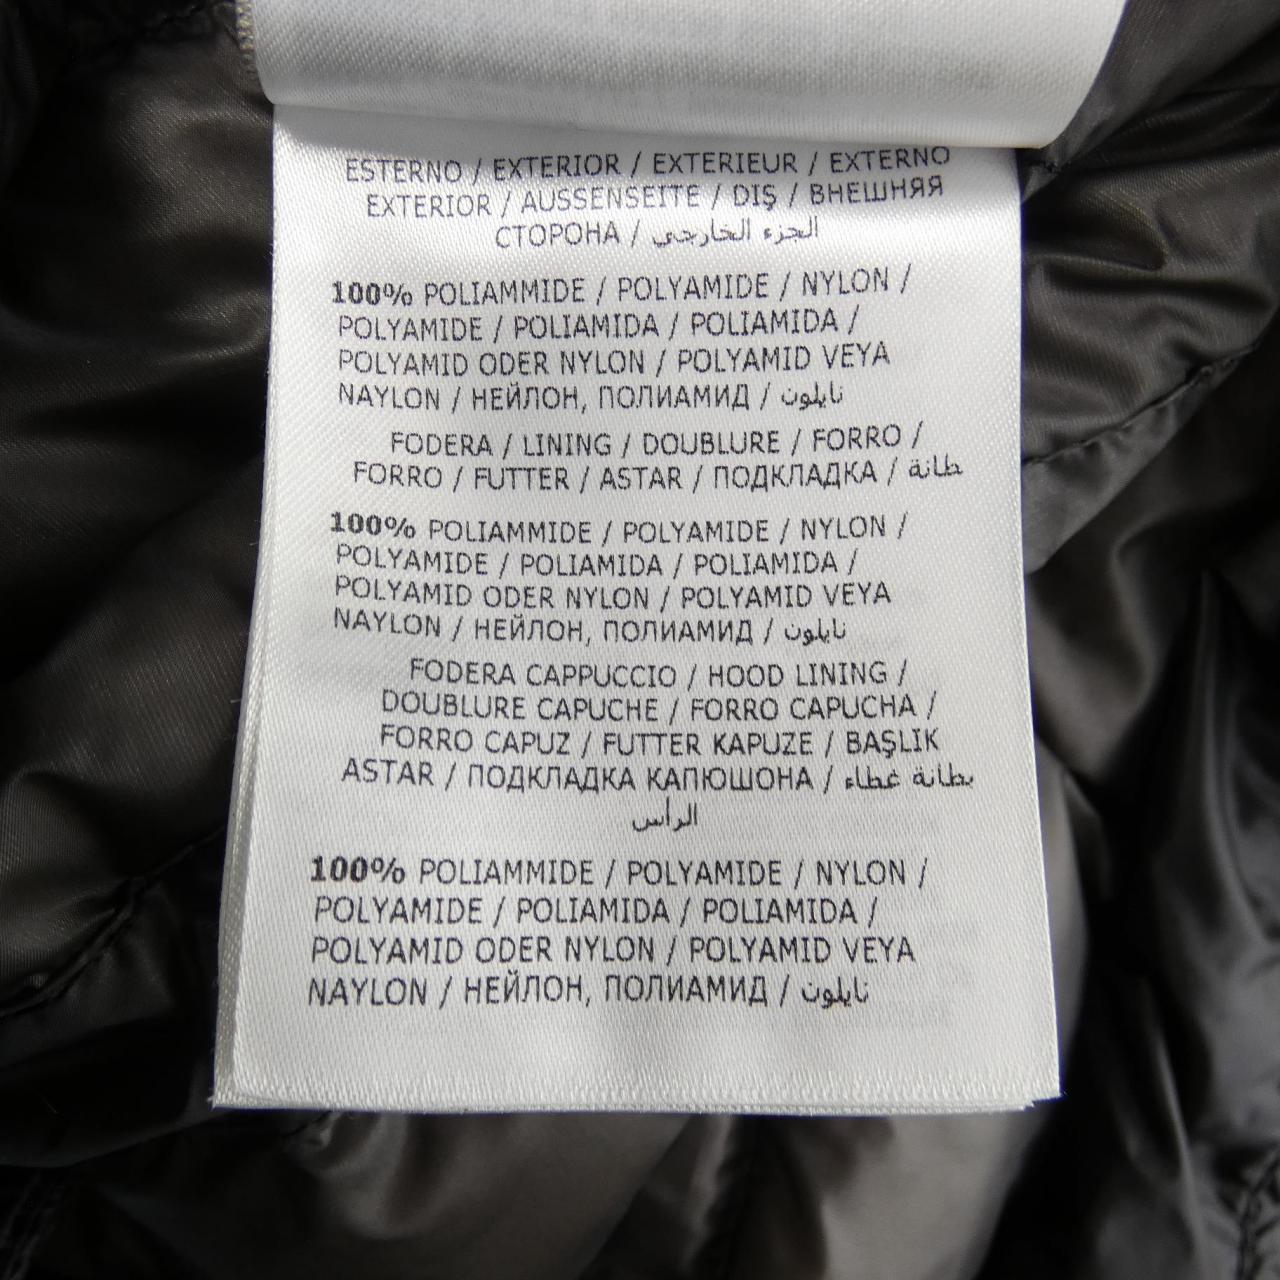 ESTERNO / EXTERIOR / EXTERIEUR / EXTERNO
EXTERIOR / AUSSENSEITE / DIŞ / ВНЕШНЯЯ
СТОРОНА / الجزء الخارجي
100% POLIAMMIDE / POLYAMIDE / NYLON /
POLYAMIDE / POLIAMIDA / POLIAMIDA /
POLYAMID ODER NYLON / POLYAMID VEYA
NAYLON / НЕЙЛОН, ПОЛИАМИД / نايلون
FODERA / LINING / DOUBLURE / FORRO /
FORRO / FUTTER / ASTAR / ПОДКЛАДКА / طانة
100% POLIAMMIDE / POLYAMIDE / NYLON /
POLYAMIDE / POLIAMIDA / POLIAMIDA /
POLYAMID ODER NYLON / POLYAMID VEYA
NAYLON / НЕЙЛОН, ПОЛИАМИД / نايلون
FODERA CAPPUCCIO / HOOD LINING /
DOUBLURE CAPUCHE / FORRO CAPUCHA /
FORRO CAPUZ / FUTTER KAPUZE / BAŞLIK
ASTAR / ПОДКЛАДКА КАПЮШОНА / بطانة غطاء
الرأس
100% POLIAMMIDE / POLYAMIDE / NYLON /
POLYAMIDE / POLIAMIDA / POLIAMIDA /
POLYAMID ODER NYLON / POLYAMID VEYA
NAYLON / НЕЙЛОН, ПОЛИАМИД / نايلون